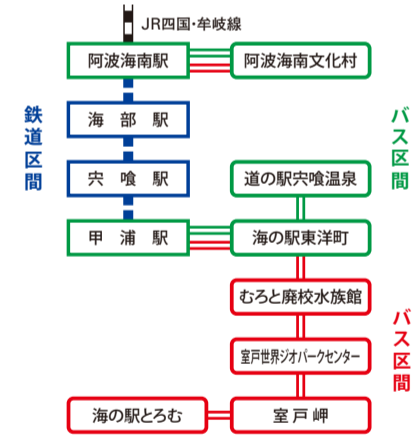 JR四国・牟岐線
阿波海南駅
阿波海南文化村
鉄道区間
海部駅
バス区間
宍喰駅
道の駅宍喰温泉
甲浦駅
海の駅東洋町
むろと廃校水族館
バス区間
室戸世界ジオパークセンター
海の駅とろむ
室戸岬